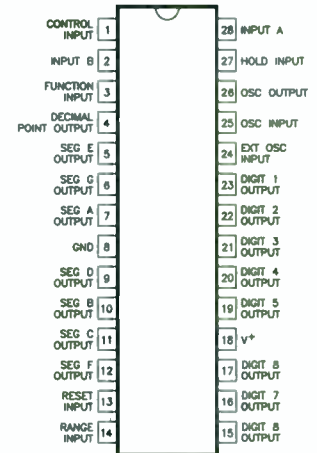 CONTROL
INPUT 1
INPUT B 2
FUNCTION
INPUT 3
DECIMAL
POINT OUTPUT 4
SEG E
OUTPUT 5
SEG G
OUTPUT 6
SEG A
OUTPUT 7
GND 8
SEG D
OUTPUT 9
SEG B
OUTPUT 10
SEG C
OUTPUT 11
SEG F
OUTPUT 12
RESET
INPUT 13
RANGE
INPUT 14
28 INPUT A
27 HOLD INPUT
26 OSC OUTPUT
25 OSC INPUT
24 EXT OSC
INPUT
23 DIGIT 1
OUTPUT
22 DIGIT 2
OUTPUT
21 DIGIT 3
OUTPUT
20 DIGIT 4
OUTPUT
19 DIGIT 5
OUTPUT
18 V+
17 DIGIT 6
OUTPUT
16 DIGIT 7
OUTPUT
15 DIGIT 8
OUTPUT